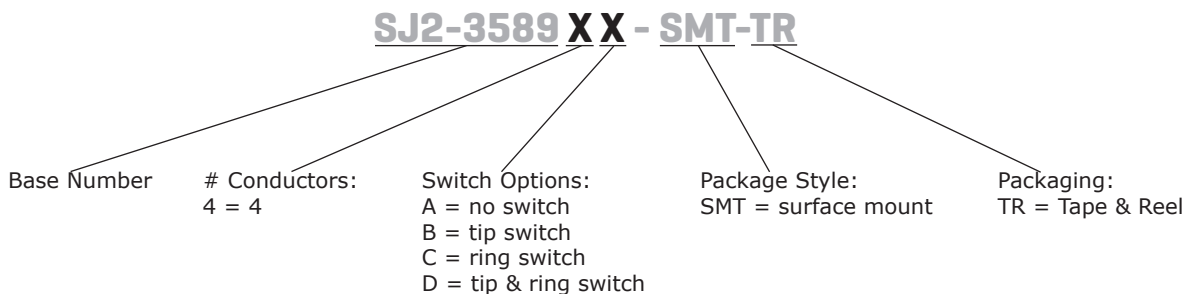 SJ2-3589XX - SMT-TR
Base Number
# Conductors:
4 = 4
Switch Options:
A = no switch
B = tip switch
C = ring switch
D = tip & ring switch
Package Style:
SMT = surface mount
Packaging:
TR = Tape & Reel